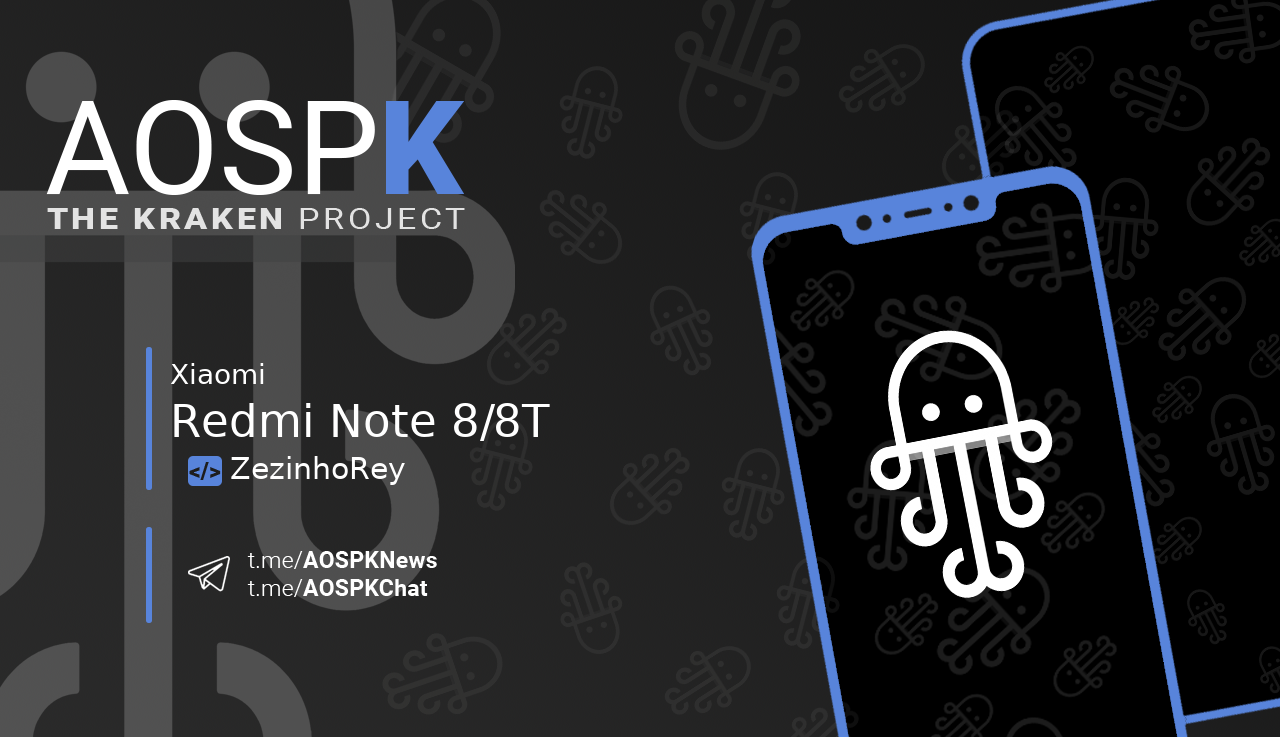 AOSPK
THE KRAKEN PROJECT
Xiaomi
Redmi Note 8/8T
</> ZezinhoRey
t.me/AOSPKNews
t.me/AOSPKChat